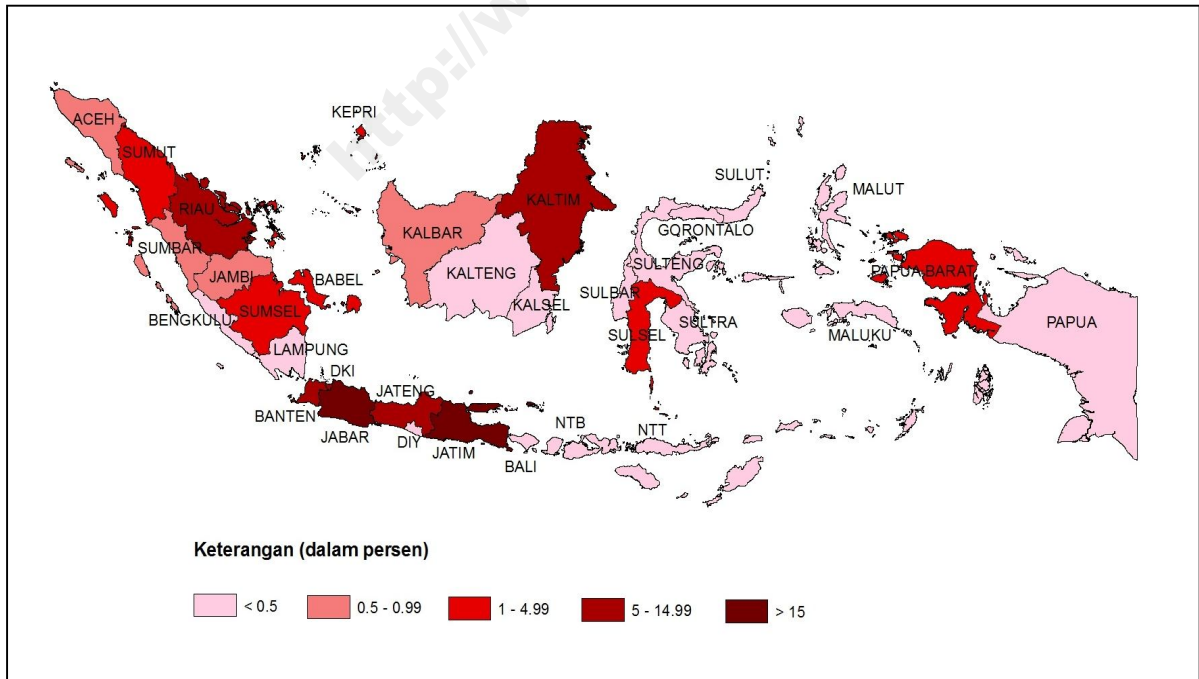 http://w
KEPRI
ACEH
SUMUT
SULUT
MALUT
RIAU
KALTIM
KALBAR
GORONTALO
SUMBAR
JAMBI
KALTENG
SULTENG
PAPUA BARAT
BABEL
SULBAR
KALSEL
SUMSEL
BENGKULU
SULSEL
SULTRA
MALUKU
PAPUA
LAMPUNG
DKI
JATENG
BANTEN
NTB
NTT
JABAR
DIY
JATIM
BALI
Keterangan (dalam persen)
< 0.5
0.5 - 0.99
1 - 4.99
5 - 14.99
> 15